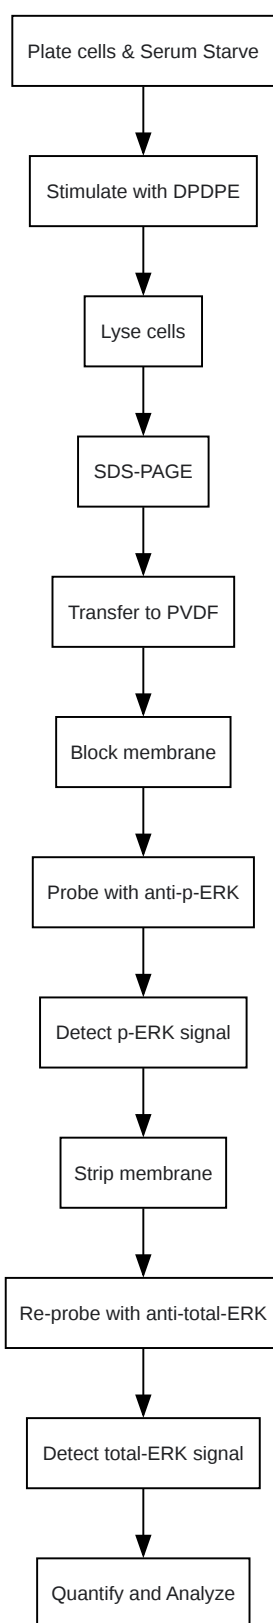 Plate cells & Serum Starve
Stimulate with DPDPE
Lyse cells
SDS-PAGE
Transfer to PVDF
Block membrane
Probe with anti-p-ERK
Detect p-ERK signal
Strip membrane
Re-probe with anti-total-ERK
Detect total-ERK signal
Quantify and Analyze